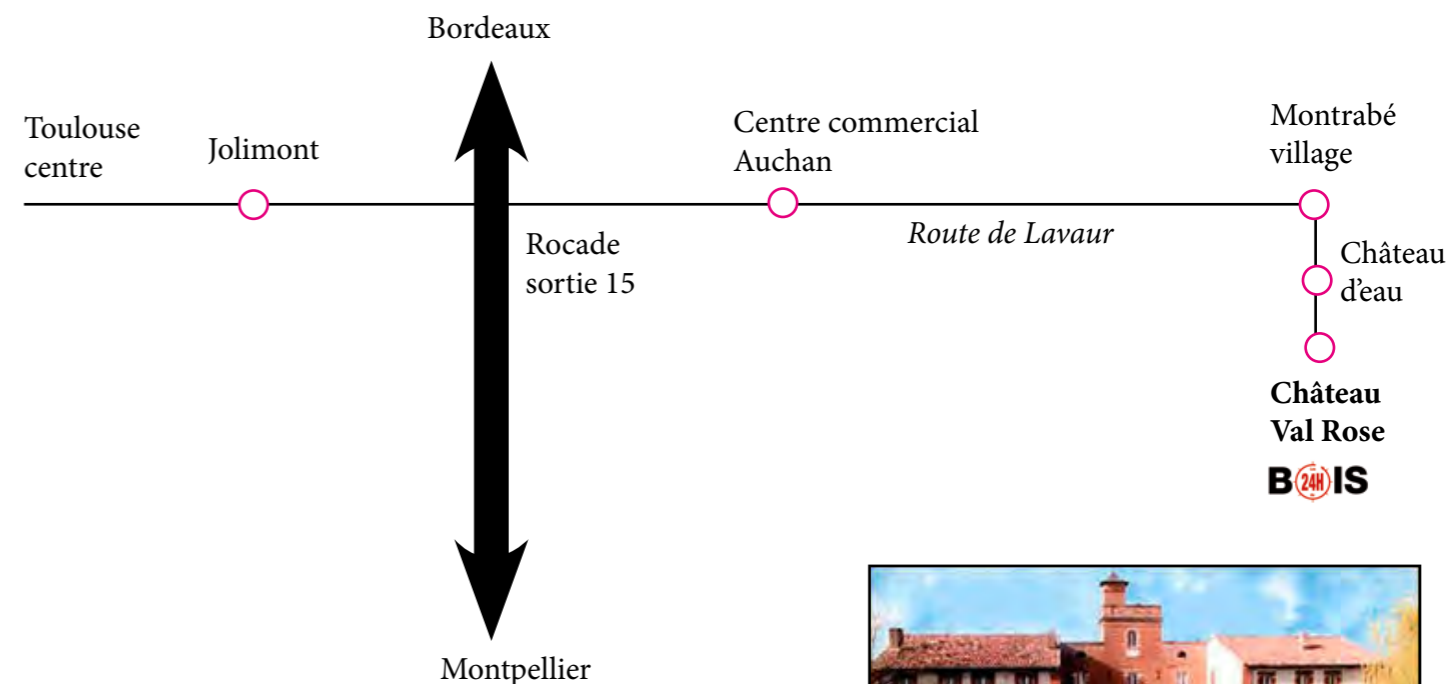 Bordeaux
Toulouse
centre
Jolimont
Centre commercial
Auchan
Montrabé
village
Rocade
sortie 15
Route de Lavaur
Château
d'eau
Château
Val Rose
B24HIS
Montpellier